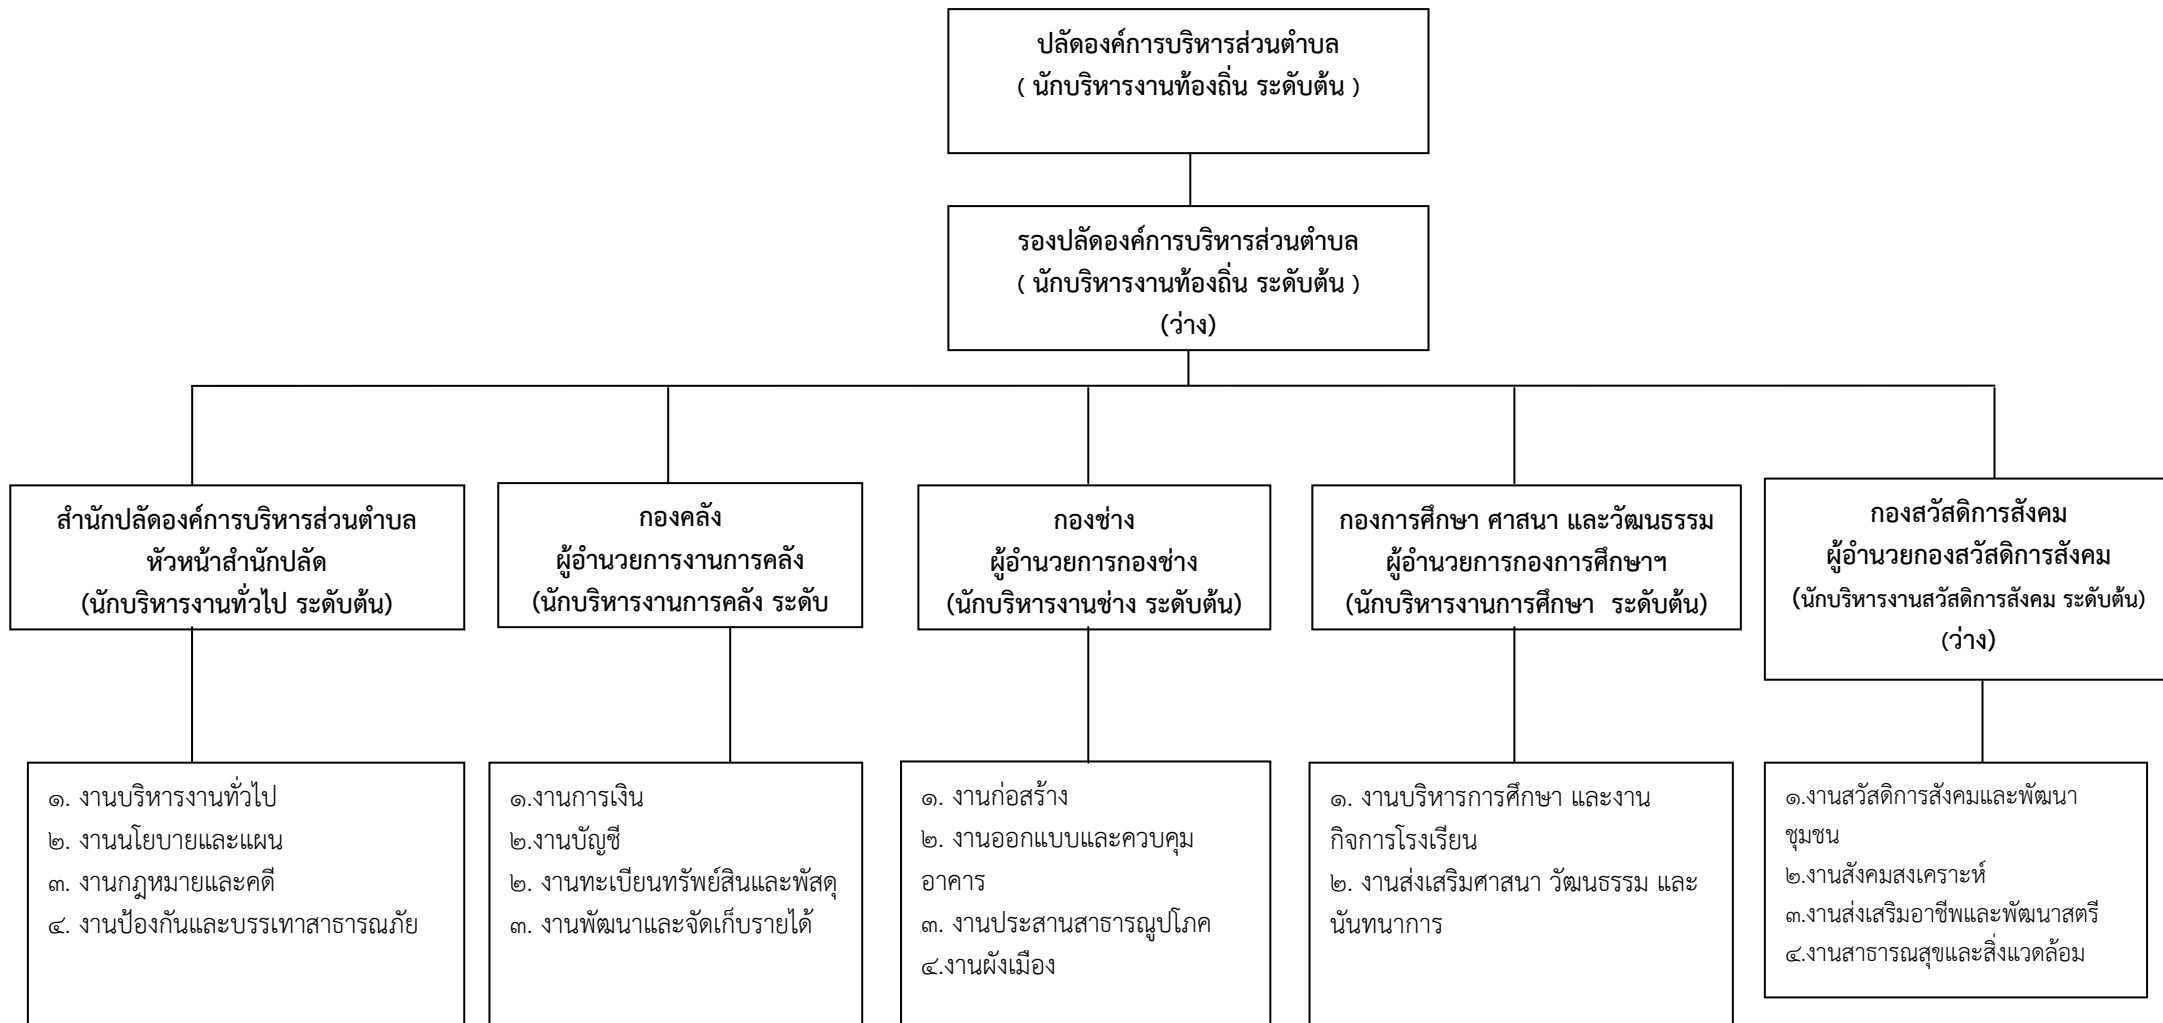 ปลัดองค์การบริหารส่วนตำบล
( นักบริหารงานท้องถิ่น ระดับต้น )
รองปลัดองค์การบริหารส่วนตำบล
( นักบริหารงานท้องถิ่น ระดับต้น )
(ว่าง)
สำนักปลัดองค์การบริหารส่วนตำบล
หัวหน้าสำนักปลัด
(นักบริหารงานทั่วไป ระดับต้น)
กองคลัง
ผู้อำนวยการงานการคลัง
(นักบริหารงานการคลัง ระดับ
กองช่าง
ผู้อำนวยการกองช่าง
(นักบริหารงานช่าง ระดับต้น)
กองการศึกษา ศาสนา และวัฒนธรรม
ผู้อำนวยการกองการศึกษาฯ
(นักบริหารงานการศึกษา  ระดับต้น)
กองสวัสดิการสังคม
ผู้อำนวยกองสวัสดิการสังคม
(นักบริหารงานสวัสดิการสังคม ระดับต้น)
(ว่าง)
๑. งานบริหารงานทั่วไป
๒. งานนโยบายและแผน
๓. งานกฎหมายและคดี
๔. งานป้องกันและบรรเทาสาธารณภัย
๑.งานการเงิน
๒.งานบัญชี
๒. งานทะเบียนทรัพย์สินและพัสดุ
๓. งานพัฒนาและจัดเก็บรายได้
๑. งานก่อสร้าง
๒. งานออกแบบและควบคุม
อาคาร
๓. งานประสานสาธารณูปโภค
๔.งานผังเมือง
๑. งานบริหารการศึกษา และงาน
กิจการโรงเรียน
๒. งานส่งเสริมศาสนา วัฒนธรรม และ
นันทนาการ
๑.งานสวัสดิการสังคมและพัฒนา
ชุมชน
๒.งานสังคมสงเคราะห์
๓.งานส่งเสริมอาชีพและพัฒนาสตรี
๔.งานสาธารณสุขและสิ่งแวดล้อม